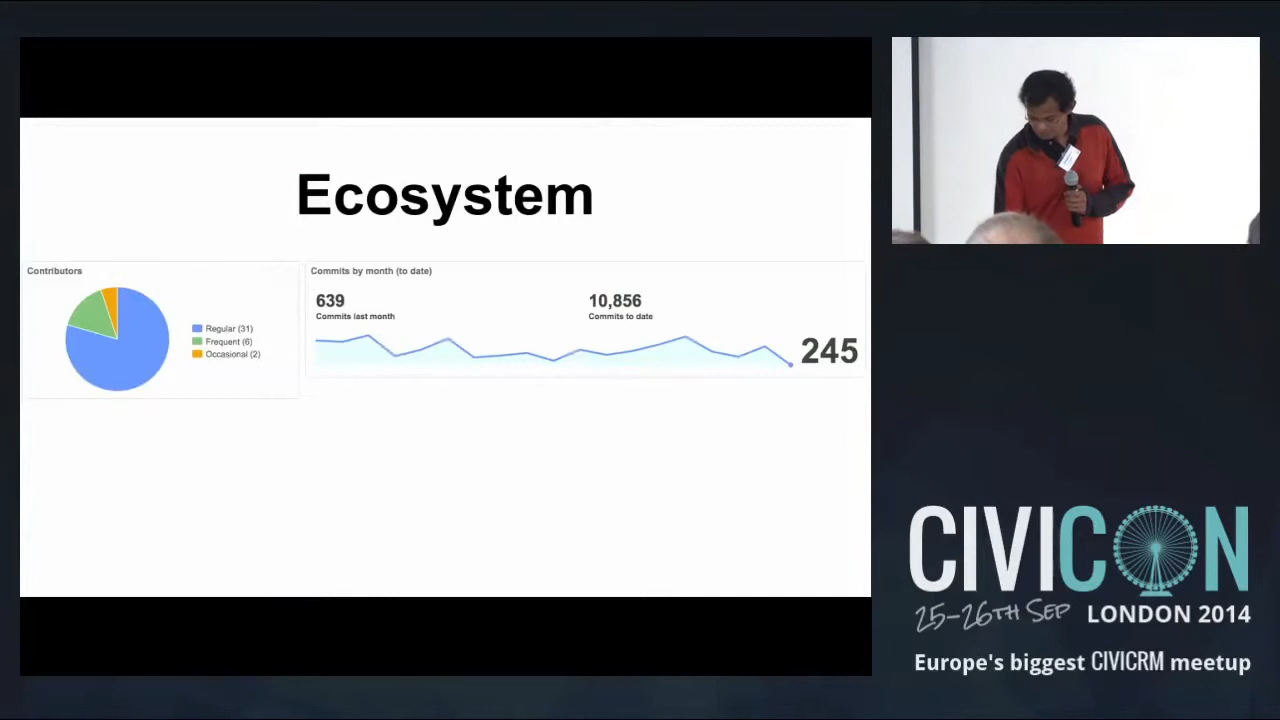 Ecosystem
Contributors
Regular (31)
Frequent (6)
Occasional (2)
Commits by month (to date)
639
Commits last month
10,856
Commits to date
245
CIVICON
25-26TH SEP LONDON 2014
Europe's biggest CIVICRM meetup